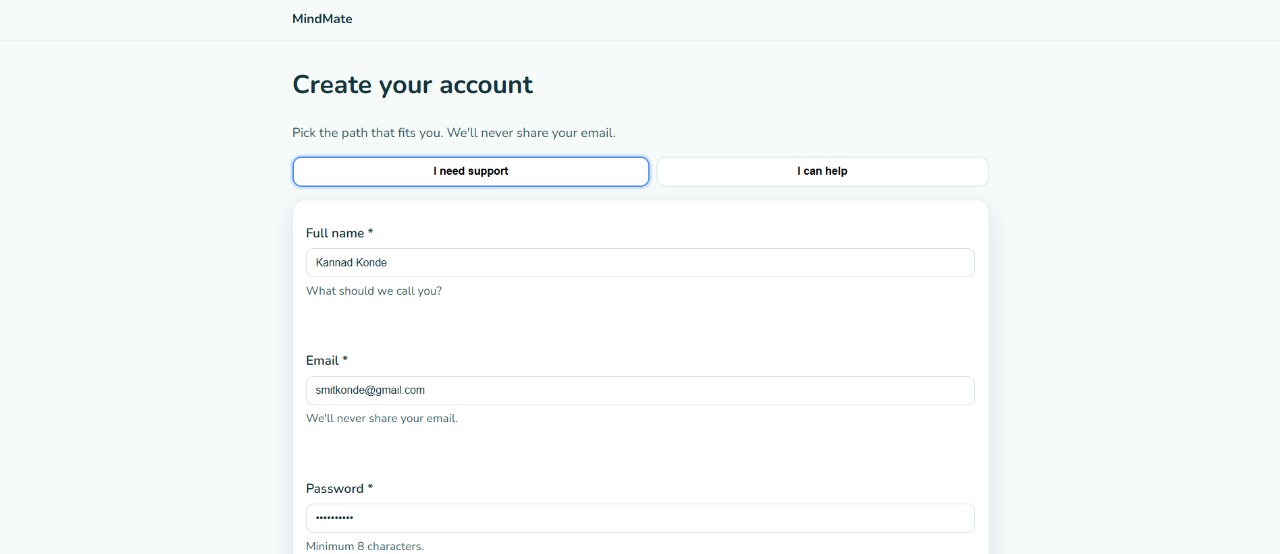 MindMate
Create your account
Pick the path that fits you. We'll never share your email.
I need support
I can help
Full name *
Kannad Konde
What should we call you?
Email *
smitkonde@gmail.com
We'll never share your email.
Password *
••••••••••
Minimum 8 characters.